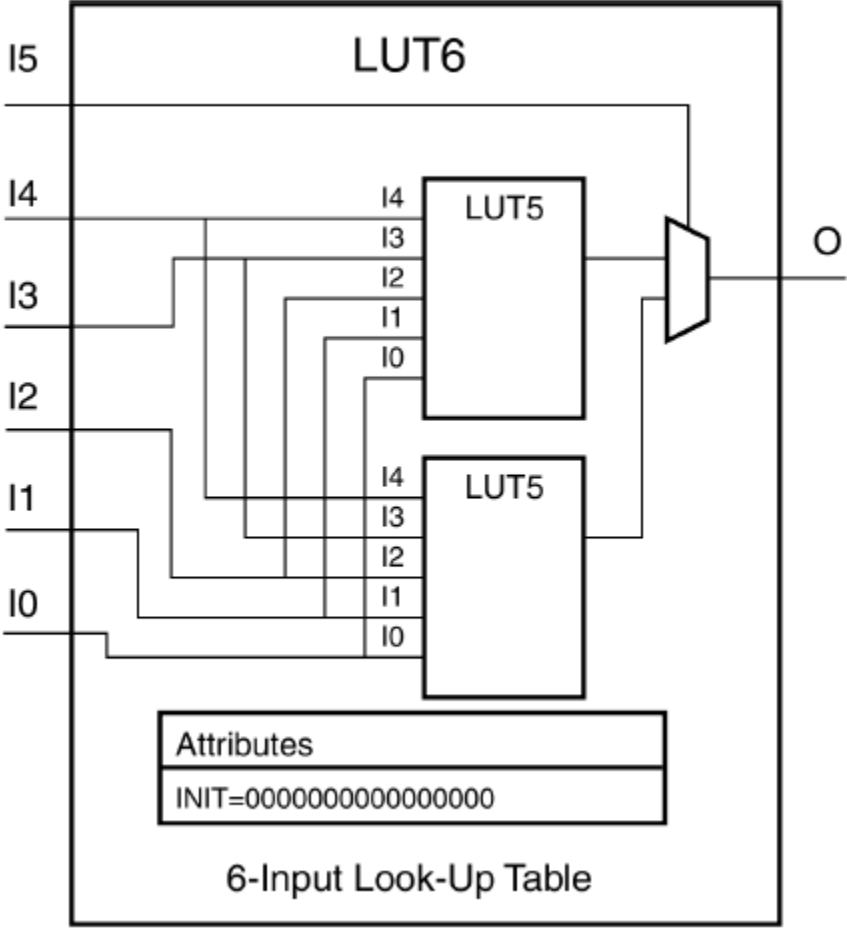 LUT6
I5
I4
I3
I2
I1
I0
I4
I3
I2
I1
I0
LUT5
I4
I3
I2
I1
I0
LUT5
O
Attributes
INIT=0000000000000000
6-Input Look-Up Table